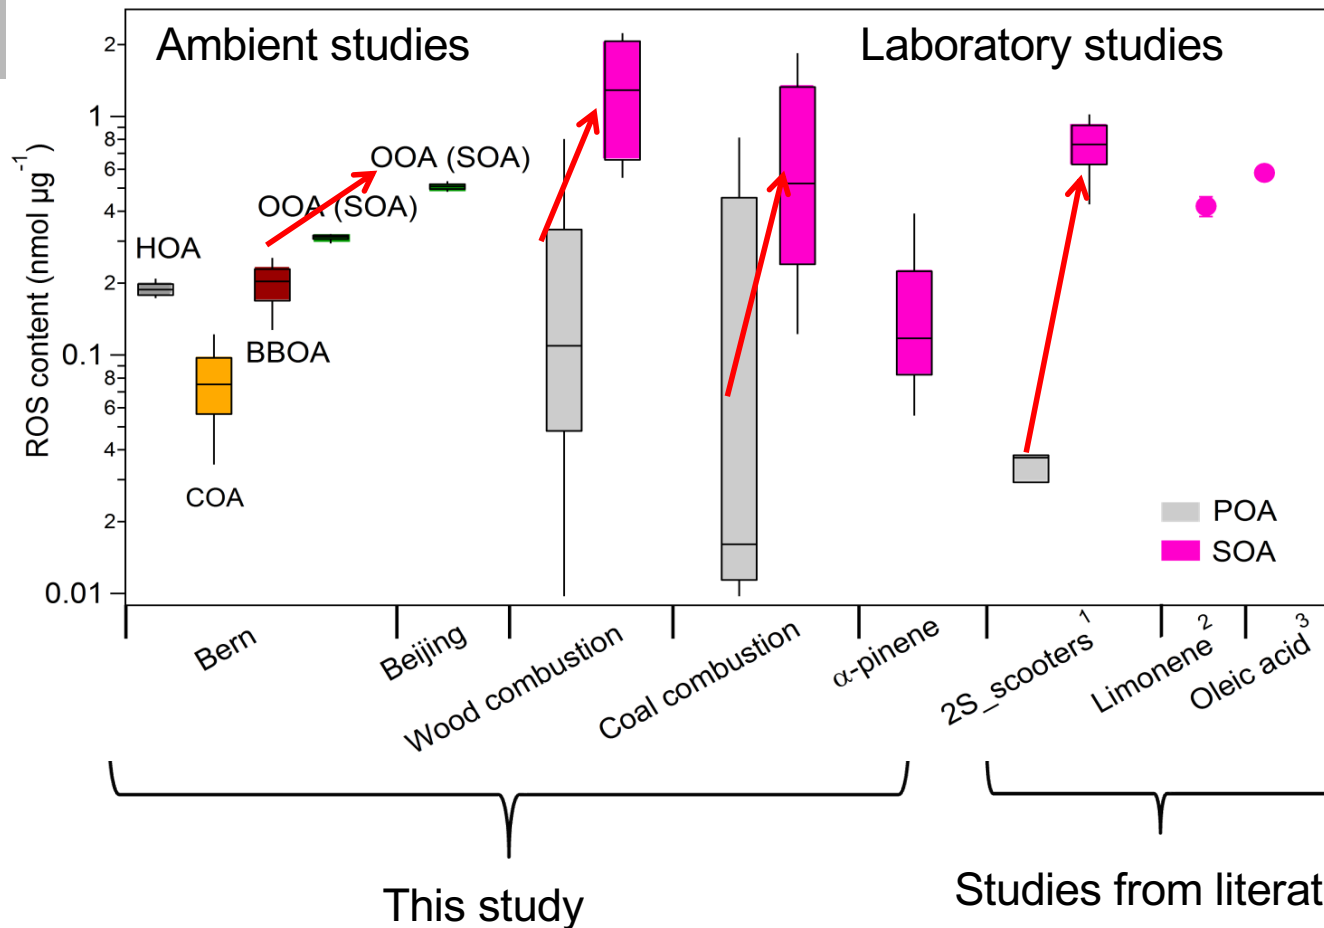 Ambient studies
Laboratory studies
ROS content (nmol µg⁻¹)
2
1
8
6
4
2
0.1
8
6
4
2
0.01
HOA
COA
BBOA
OOA (SOA)
OOA (SOA)
POA
SOA
Bern
Beijing
Wood combustion
Coal combustion
α-pinene
2S_scooters¹
Limonene²
Oleic acid³
This study
Studies from literat